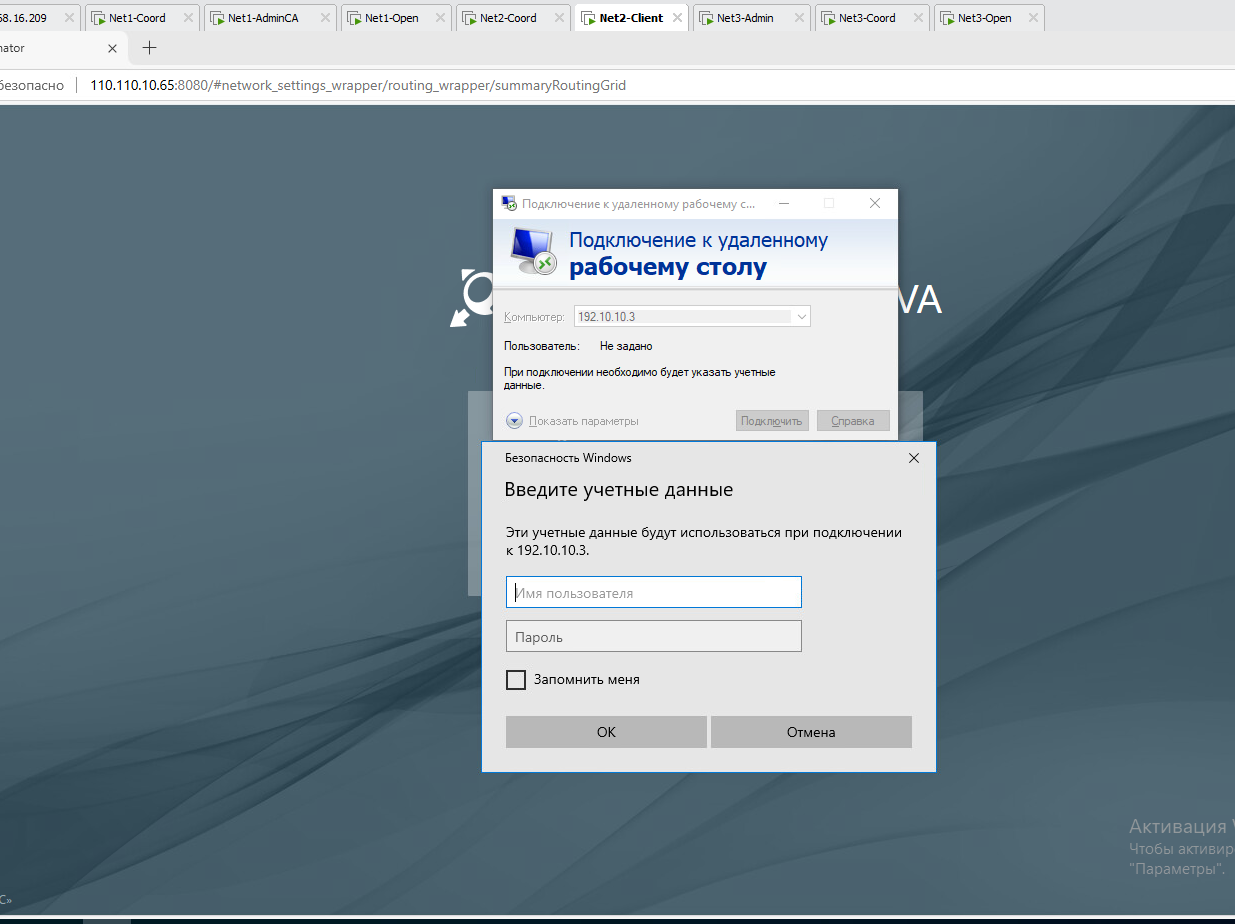 68.16.209
Net1-Coord
Net1-AdminCA
Net1-Open
Net2-Coord
Net2-Client
Net3-Admin
Net3-Coord
Net3-Open
nator
безопасно
110.110.10.65:8080/#network_settings_wrapper/routing_wrapper/summaryRoutingGrid
Подключение к удаленному рабочему с...
Подключение к удаленному
рабочему столу
VA
Компьютер:
192.10.10.3
Пользователь:
Не задано
При подключении необходимо будет указать учетные
данные.
Показать параметры
Подключить
Справка
Безопасность Windows
Введите учетные данные
Эти учетные данные будут использоваться при подключении
к 192.10.10.3.
Имя пользователя
Пароль
Запомнить меня
ОК
Отмена
Активация
Чтобы активир
"Параметры".
С»